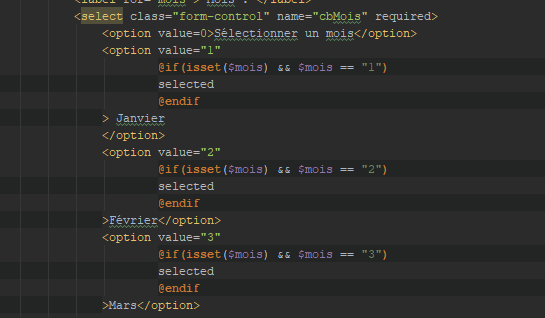 <label for="mois">Mois : </label>
<select class="form-control" name="cbMois" required>
<option value=0>Sélectionner un mois</option>
<option value="1"
@if(isset($mois) && $mois == "1")
selected
@endif
> Janvier
</option>
<option value="2"
@if(isset($mois) && $mois == "2")
selected
@endif
>Février</option>
<option value="3"
@if(isset($mois) && $mois == "3")
selected
@endif
>Mars</option>